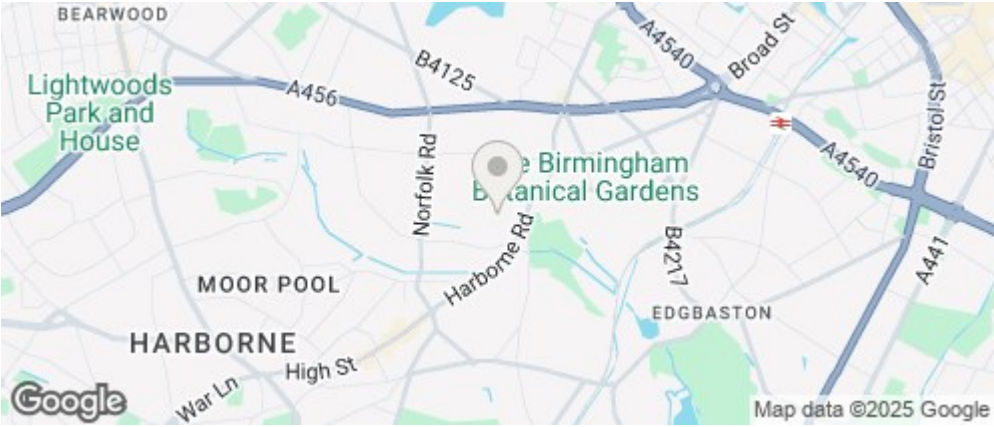 BEARWOOD
A4540
Broad St
B4125
Lightwoods
Park and
House
A456
Bristol St
Norfolk Rd
Birmingham
Botanical Gardens
A4540
Harborne Rd
B4217
A441
MOOR POOL
EDGBASTON
HARBORNE
High St
War Ln
Google
Map data ©2025 Google